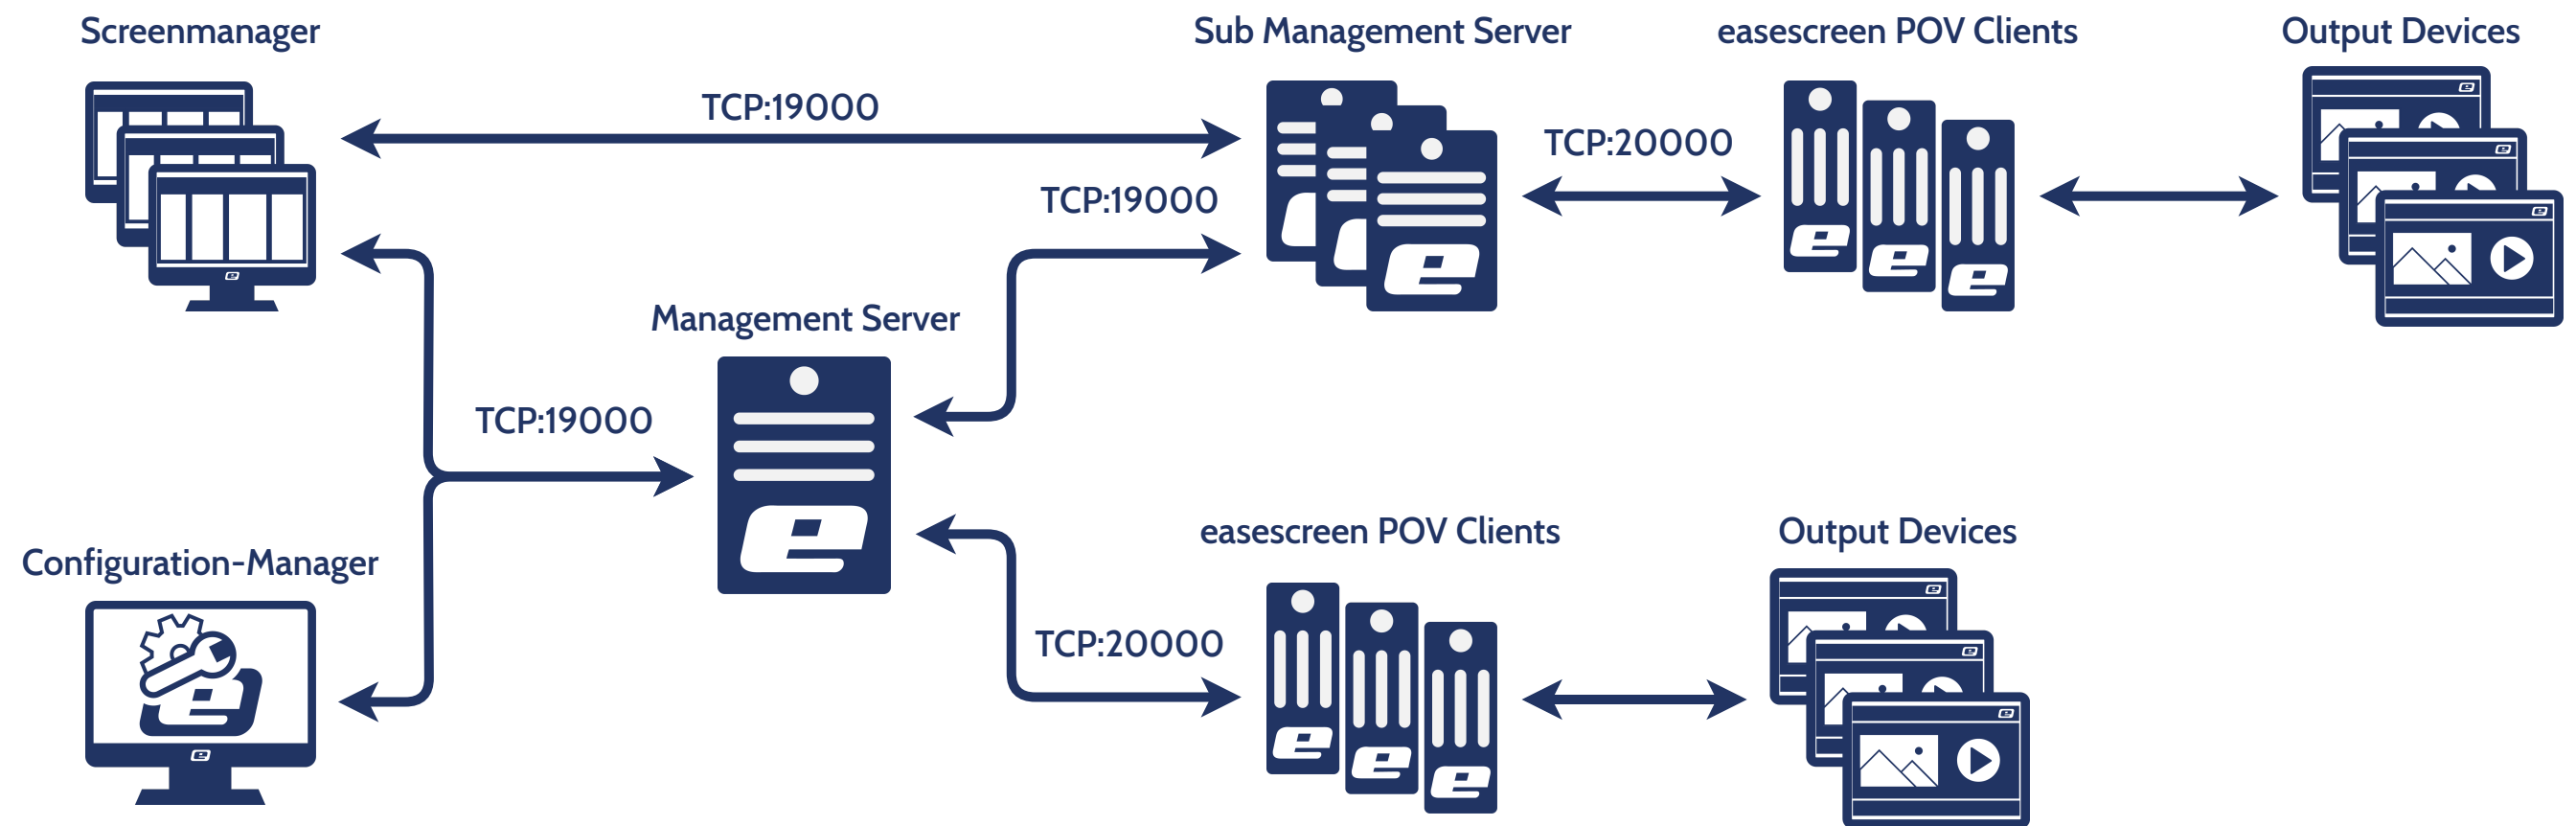 Screenmanager
Sub Management Server
easescreen POV Clients
Output Devices
TCP:19000
TCP:20000
TCP:19000
Management Server
TCP:19000
Configuration-Manager
easescreen POV Clients
Output Devices
TCP:20000